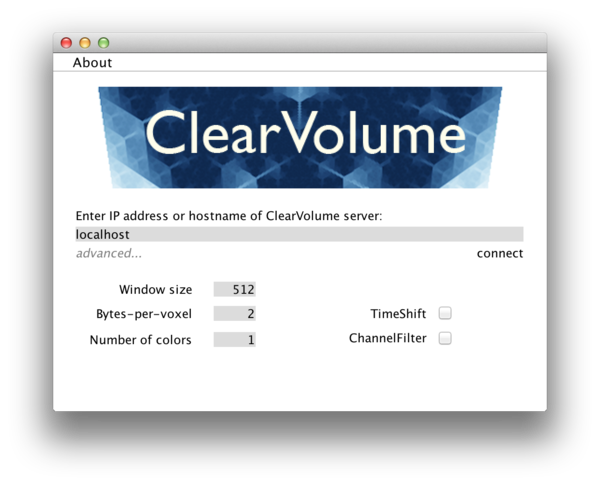 About
ClearVolume
Enter IP address or hostname of ClearVolume server:
localhost
advanced... connect
Window size 512
Bytes-per-voxel 2 TimeShift
Number of colors 1 ChannelFilter